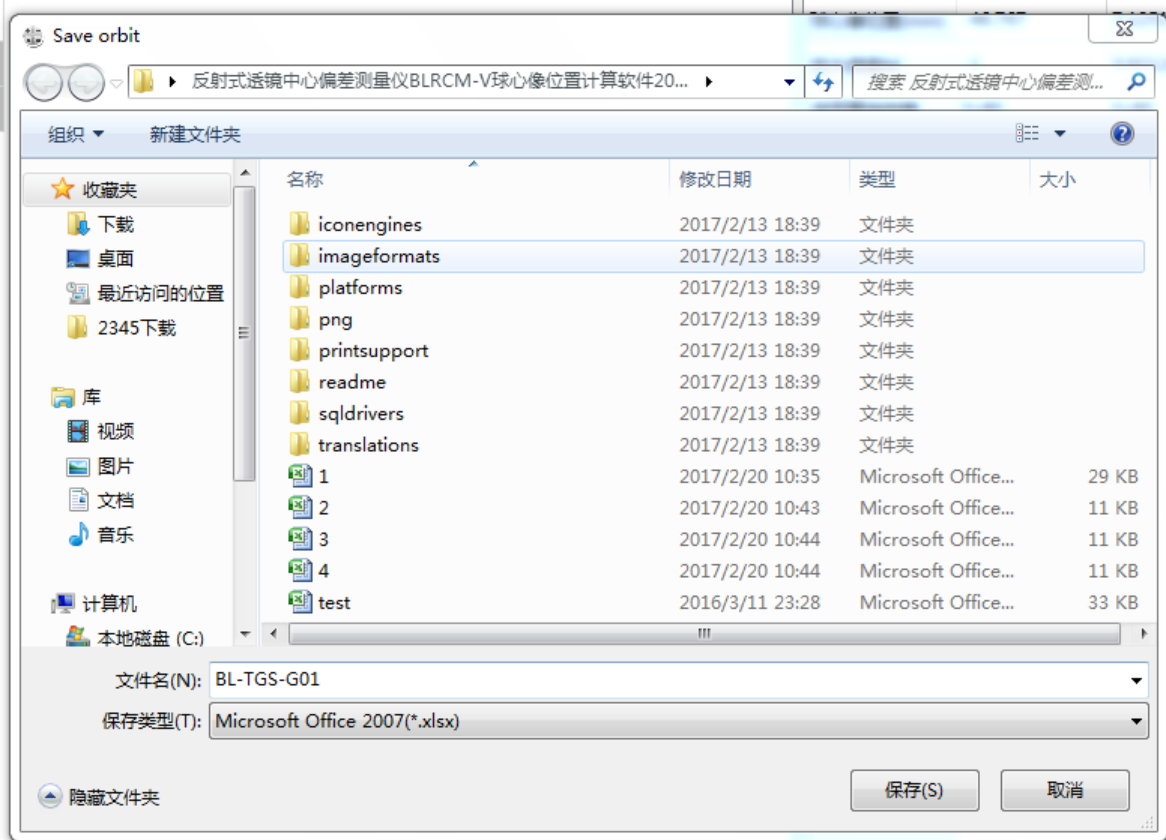 Save orbit
反射式透镜中心偏差测量仪BLRCM-V球心像位置计算软件20...
搜索 反射式透镜中心偏差测...
组织
新建文件夹
收藏夹
下载
桌面
最近访问的位置
2345下载
库
视频
图片
文档
音乐
计算机
本地磁盘 (C:)
名称 修改日期 类型 大小
iconengines 2017/2/13 18:39 文件夹
imageformats 2017/2/13 18:39 文件夹
platforms 2017/2/13 18:39 文件夹
png 2017/2/13 18:39 文件夹
printsupport 2017/2/13 18:39 文件夹
readme 2017/2/13 18:39 文件夹
sqldrivers 2017/2/13 18:39 文件夹
translations 2017/2/13 18:39 文件夹
1 2017/2/20 10:35 Microsoft Office... 29 KB
2 2017/2/20 10:43 Microsoft Office... 11 KB
3 2017/2/20 10:44 Microsoft Office... 11 KB
4 2017/2/20 10:44 Microsoft Office... 11 KB
test 2016/3/11 23:28 Microsoft Office... 33 KB
文件名(N): BL-TGS-G01
保存类型(T): Microsoft Office 2007(*.xlsx)
隐藏文件夹
保存(S)
取消